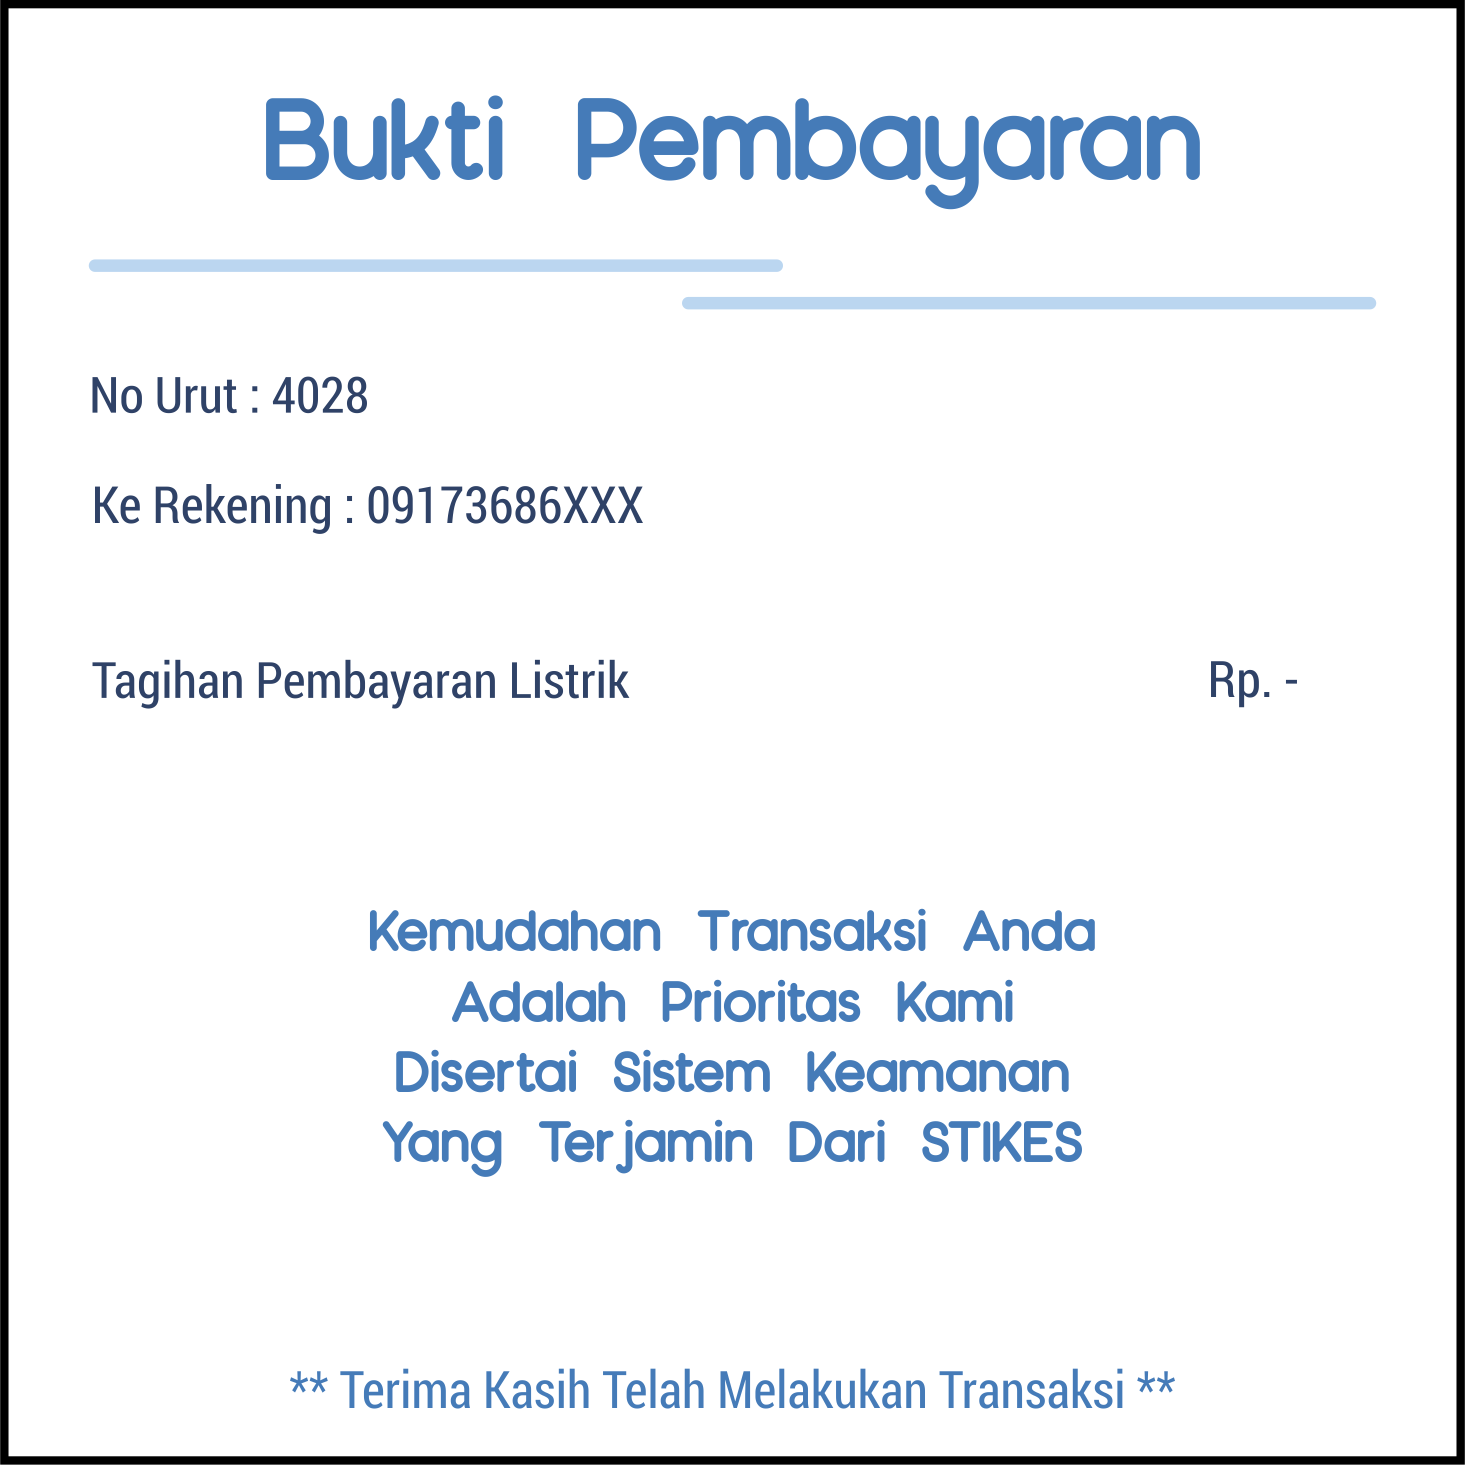 Bukti Pembayaran
No Urut : 4028
Ke Rekening : 09173686XXX
Tagihan Pembayaran Listrik Rp. -
Kemudahan Transaksi Anda
Adalah Prioritas Kami
Disertai Sistem Keamanan
Yang Terjamin Dari STIKES
** Terima Kasih Telah Melakukan Transaksi **